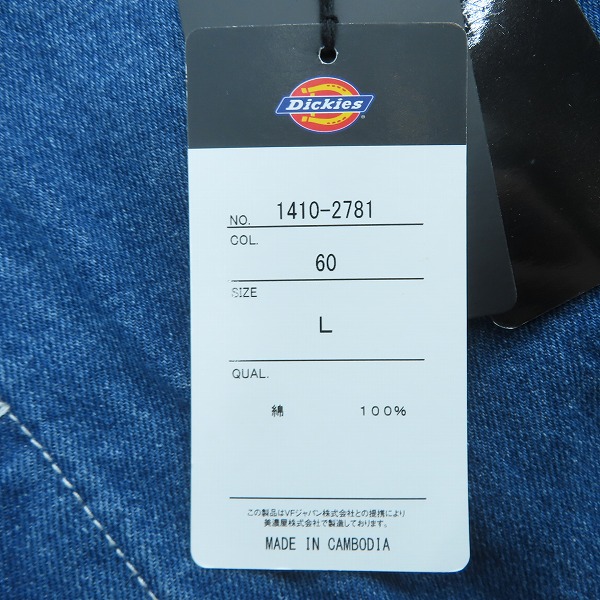 Dickies
NO. 1410-2781
COL.
60
SIZE
L
QUAL.
綿 100%
この製品はVFジャパン株式会社との提携により
美濃屋株式会社で製造しております。
MADE IN CAMBODIA